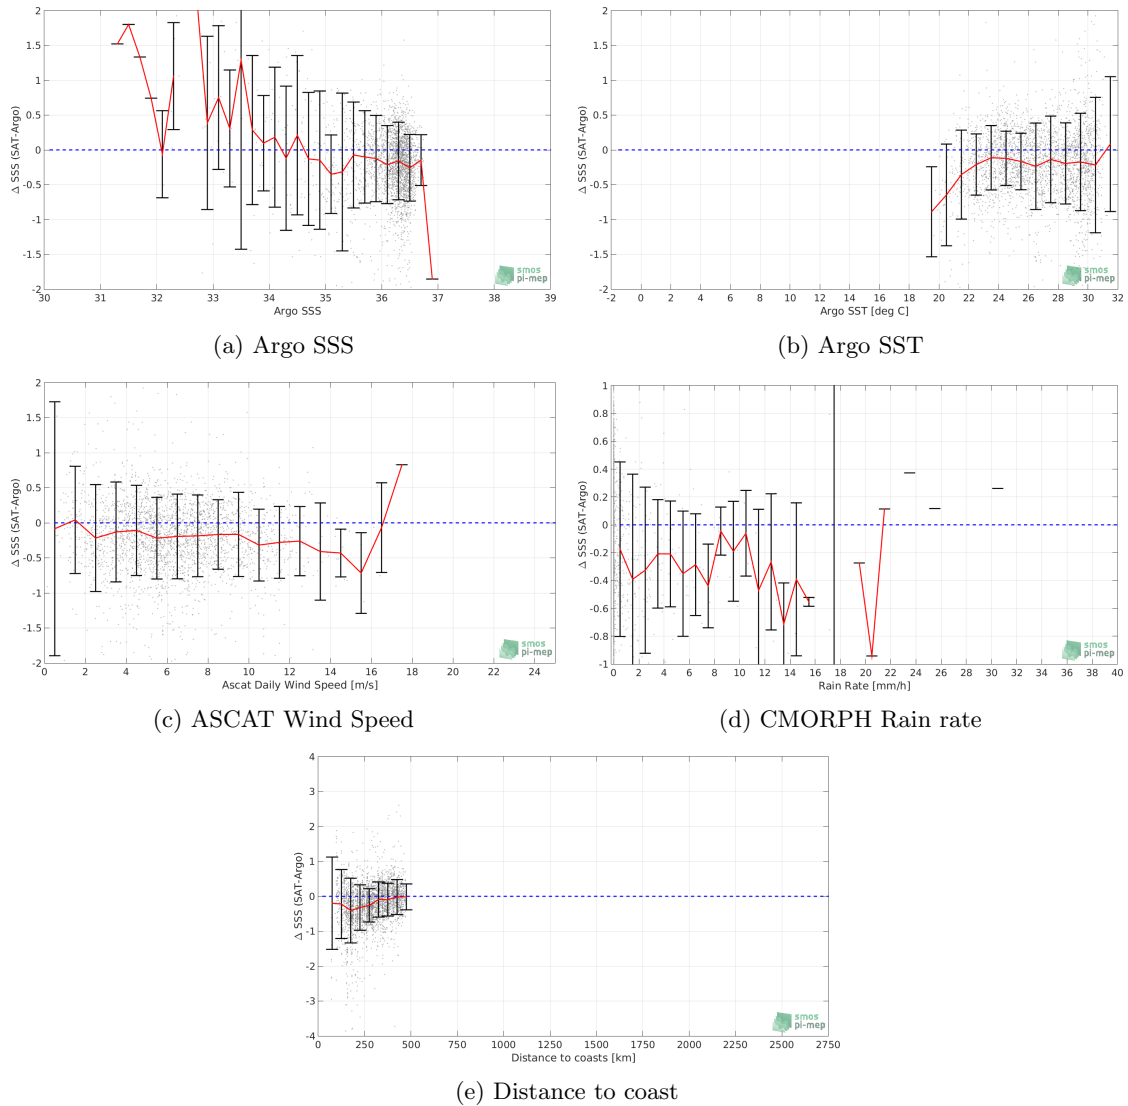 2
1.5
1
0.5
0
-0.5
-1
-1.5
-2
Δ SSS (SAT-Argo)
30 31 32 33 34 35 36 37 38 39
Argo SSS
smos
pi-mep
(a) Argo SSS
2
1.5
1
0.5
0
-0.5
-1
-1.5
-2
Δ SSS (SAT-Argo)
-2 0 2 4 6 8 10 12 14 16 18 20 22 24 26 28 30 32
Argo SST [deg C]
smos
pi-mep
(b) Argo SST
2
1.5
1
0.5
0
-0.5
-1
-1.5
-2
Δ SSS (SAT-Argo)
2 4 6 8 10 12 14 16 18 20 22 24
Ascat Daily Wind Speed [m/s]
smos
pi-mep
(c) ASCAT Wind Speed
1
0.8
0.6
0.4
0.2
0
-0.2
-0.4
-0.6
-0.8
-1
Δ SSS (SAT-Argo)
0 2 4 6 8 10 12 14 16 18 20 22 24 26 28 30 32 34 36 38 40
Rain Rate [mm/h]
smos
pi-mep
(d) CMORPH Rain rate
4
3
2
1
0
-1
-2
-3
-4
Δ SSS (SAT-Argo)
0 250 500 750 1000 1250 1500 1750 2000 2250 2500 2750
Distance to coasts [km]
smos
pi-mep
(e) Distance to coast